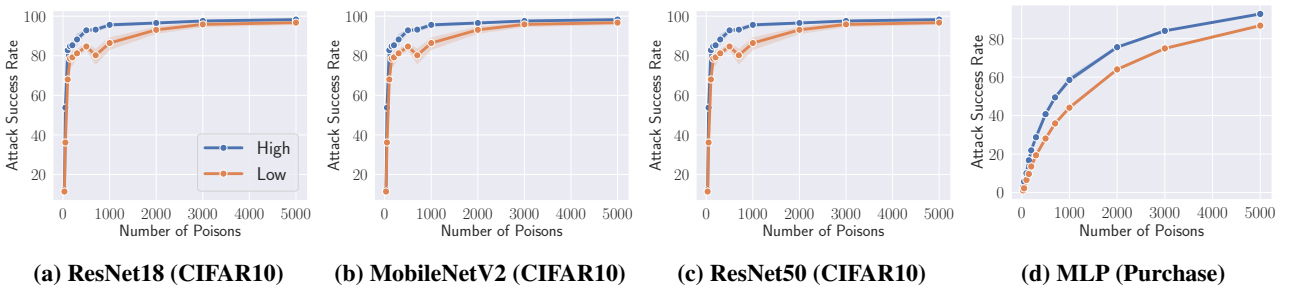 Attack Success Rate
100
80
60
40
20
High
Low
0 1000 2000 3000 4000 5000
Number of Poisons
(a) ResNet18 (CIFAR10)
Attack Success Rate
100
80
60
40
20
0 1000 2000 3000 4000 5000
Number of Poisons
(b) MobileNetV2 (CIFAR10)
Attack Success Rate
100
80
60
40
20
0 1000 2000 3000 4000 5000
Number of Poisons
(c) ResNet50 (CIFAR10)
Attack Success Rate
80
60
40
20
0
0 1000 2000 3000 4000 5000
Number of Poisons
(d) MLP (Purchase)